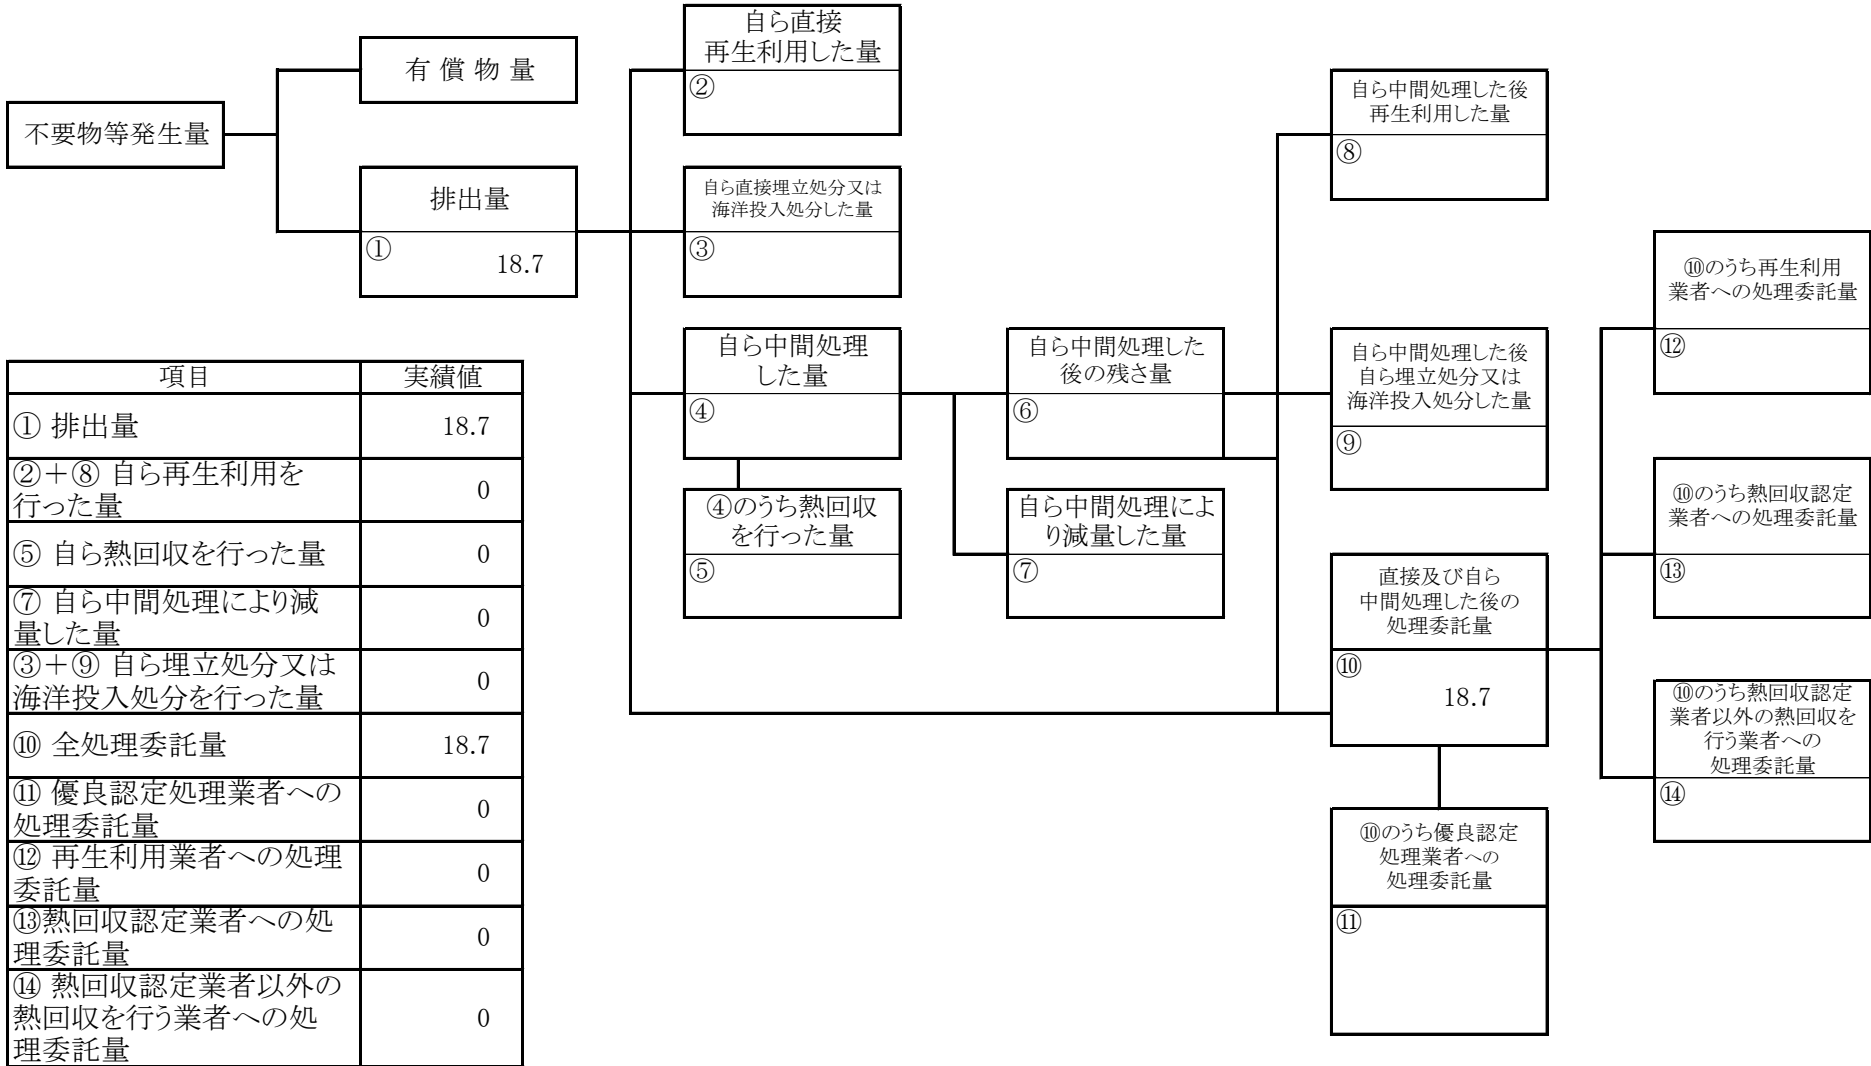 不要物等発生量
有償物量
排出量
①
18.7
自ら直接
再生利用した量
②
自ら直接埋立処分又は
海洋投入処分した量
③
自ら中間処理
した量
④
④のうち熱回収
を行った量
⑤
自ら中間処理した
後の残さ量
⑥
自ら中間処理によ
り減量した量
⑦
自ら中間処理した後
再生利用した量
⑧
自ら中間処理した後
自ら埋立処分又は
海洋投入処分した量
⑨
直接及び自ら
中間処理した後の
処理委託量
⑩
18.7
⑩のうち優良認定
処理業者への
処理委託量
⑪
⑩のうち再生利用
業者への処理委託量
⑫
⑩のうち熱回収認定
業者への処理委託量
⑬
⑩のうち熱回収認定
業者以外の熱回収を
行う業者への
処理委託量
⑭
項目 実績値
① 排出量 18.7
②+⑧ 自ら再生利用を
行った量 0
⑤ 自ら熱回収を行った量 0
⑦ 自ら中間処理により減
量した量 0
③+⑨ 自ら埋立処分又は
海洋投入処分を行った量 0
⑩ 全処理委託量 18.7
⑪ 優良認定処理業者への
処理委託量 0
⑫ 再生利用業者への処理
委託量 0
⑬熱回収認定業者への処
理委託量 0
⑭ 熱回収認定業者以外の
熱回収を行う業者への処
理委託量 0